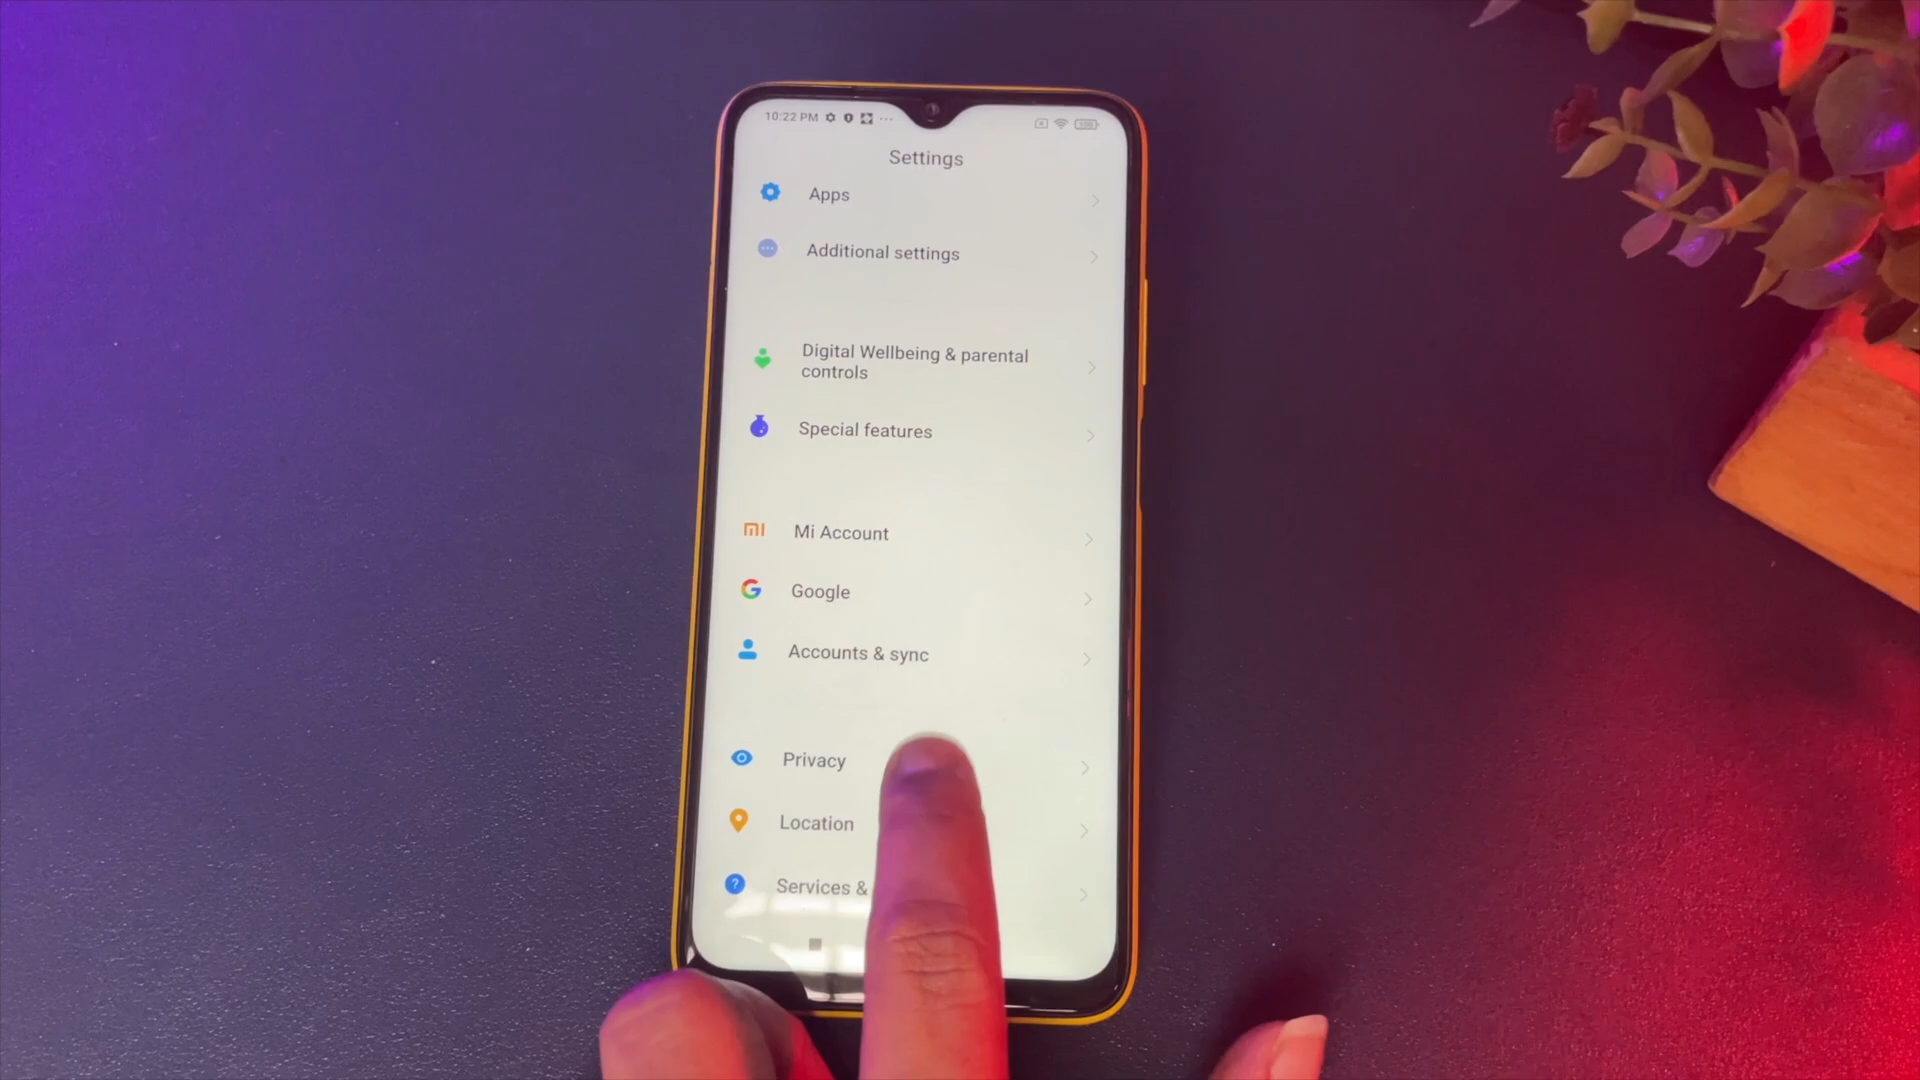 10:22 PM
100
Settings
Apps
Additional settings
Digital Wellbeing & parental
controls
Special features
Mi Account
Google
Accounts & sync
Privacy
Location
Services &